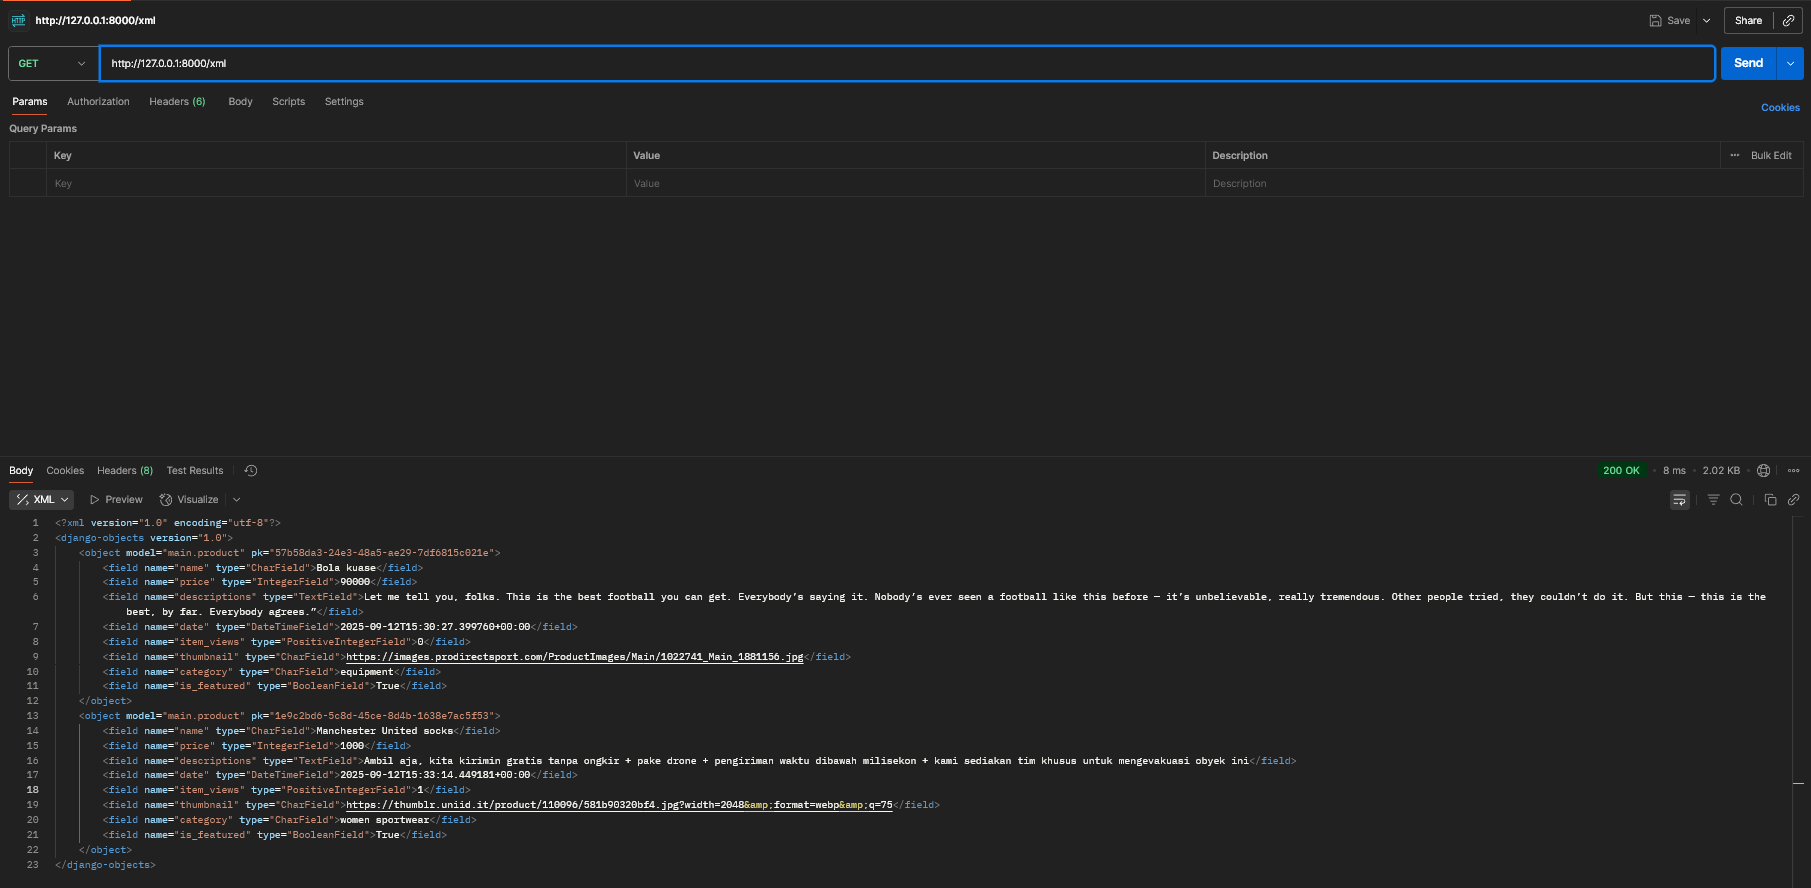 HTTP http://127.0.0.1:8000/xml Save Share
GET http://127.0.0.1:8000/xml Send
Params Authorization Headers (6) Body Scripts Settings Cookies
Query Params
Key Value Description ••• Bulk Edit
Key Value Description
Body Cookies Headers (8) Test Results 200 OK • 8 ms • 2.02 KB •
XML Preview Visualize
1 <?xml version="1.0" encoding="utf-8"?>
2 <django-objects version="1.0">
3 <object model="main.product" pk="57b58da3-24e3-48a5-ae29-7df6815c021e">
4 <field name="name" type="CharField">Bola kuase</field>
5 <field name="price" type="IntegerField">90000</field>
6 <field name="descriptions" type="TextField">Let me tell you, folks. This is the best football you can get. Everybody’s saying it. Nobody’s ever seen a football like this before — it’s unbelievable, really tremendous. Other people tried, they couldn’t do it. But this — this is the
best, by far. Everybody agrees.”</field>
7 <field name="date" type="DateTimeField">2025-09-12T15:30:27.399760+00:00</field>
8 <field name="item_views" type="PositiveIntegerField">0</field>
9 <field name="thumbnail" type="CharField">https://images.prodirectsport.com/ProductImages/Main/1022741_Main_1881156.jpg</field>
10 <field name="category" type="CharField">equipment</field>
11 <field name="is_featured" type="BooleanField">True</field>
12 </object>
13 <object model="main.product" pk="1e9c2bd6-5c8d-45ce-8d4b-1638e7ac5f53">
14 <field name="name" type="CharField">Manchester United socks</field>
15 <field name="price" type="IntegerField">1000</field>
16 <field name="descriptions" type="TextField">Ambil aja, kita kirimin gratis tanpa ongkir + pake drone + pengiriman waktu dibawah milisekon + kami sediakan tim khusus untuk mengevakuasi obyek ini</field>
17 <field name="date" type="DateTimeField">2025-09-12T15:33:14.449181+00:00</field>
18 <field name="item_views" type="PositiveIntegerField">1</field>
19 <field name="thumbnail" type="CharField">https://thumblr.uniid.it/product/110096/581b90320bf4.jpg?width=2048&amp;format=webp&amp;q=75</field>
20 <field name="category" type="CharField">women sportwear</field>
21 <field name="is_featured" type="BooleanField">True</field>
22 </object>
23 </django-objects>